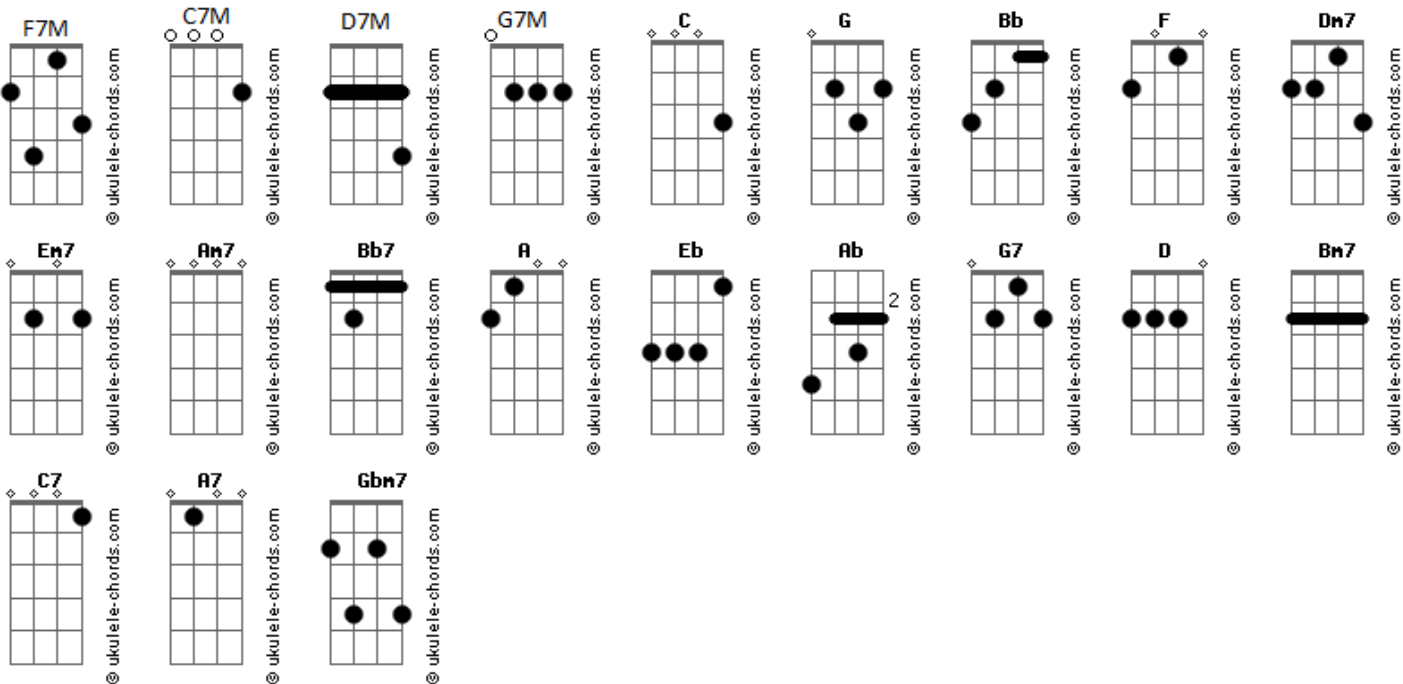 F7M C7M D7M G7M C G Bb F Dm7
© ukulele-chords.com © ukulele-chords.com © ukulele-chords.com © ukulele-chords.com © ukulele-chords.com © ukulele-chords.com © ukulele-chords.com © ukulele-chords.com © ukulele-chords.com
Em7 Am7 Bb7 A Eb Ab G7 D Bm7
2
© ukulele-chords.com © ukulele-chords.com © ukulele-chords.com © ukulele-chords.com © ukulele-chords.com © ukulele-chords.com © ukulele-chords.com © ukulele-chords.com © ukulele-chords.com
C7 A7 Gbm7
© ukulele-chords.com © ukulele-chords.com © ukulele-chords.com